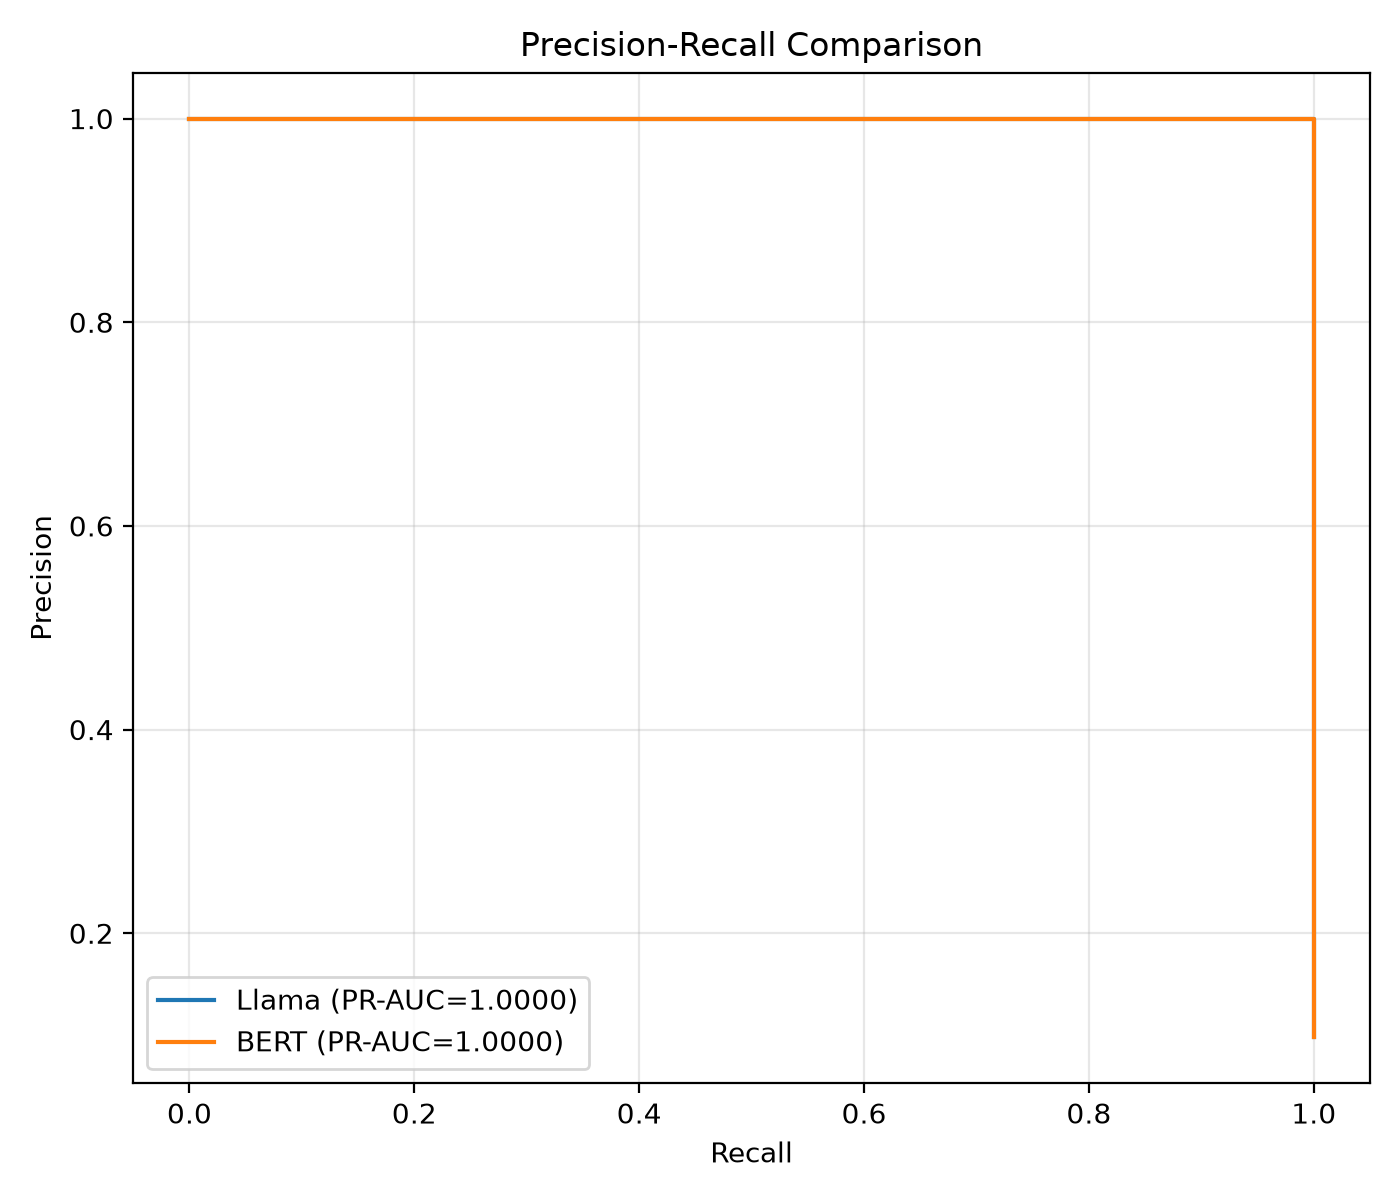 Precision-Recall Comparison
1.0
0.8
0.6
0.4
0.2
Precision
Llama (PR-AUC=1.0000)
BERT (PR-AUC=1.0000)
0.0 0.2 0.4 0.6 0.8 1.0
Recall